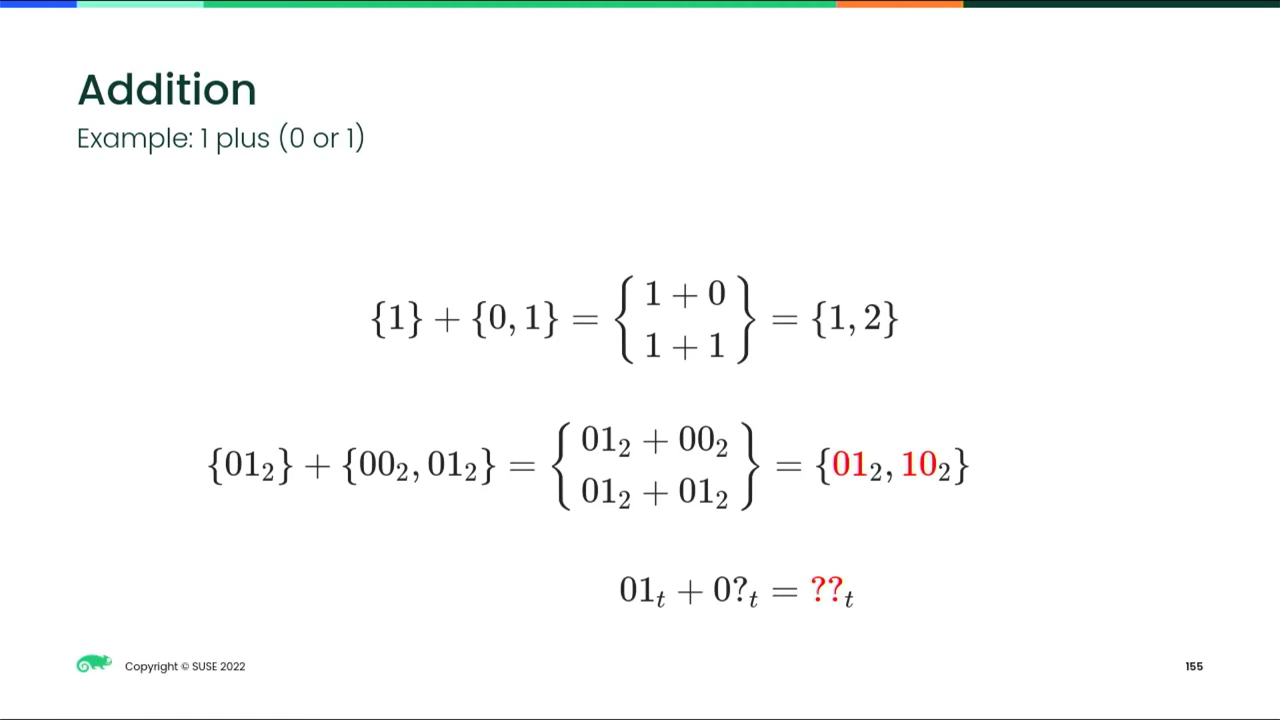 Addition
Example: 1 plus (0 or 1)
{1} + {0, 1} = { 1 + 0 1 + 1 } = {1, 2}
{01₂} + {00₂, 01₂} = { 01₂ + 00₂ 01₂ + 01₂ } = {01₂, 10₂}
01ₜ + 0?ₜ = ??ₜ
Copyright © SUSE 2022
155